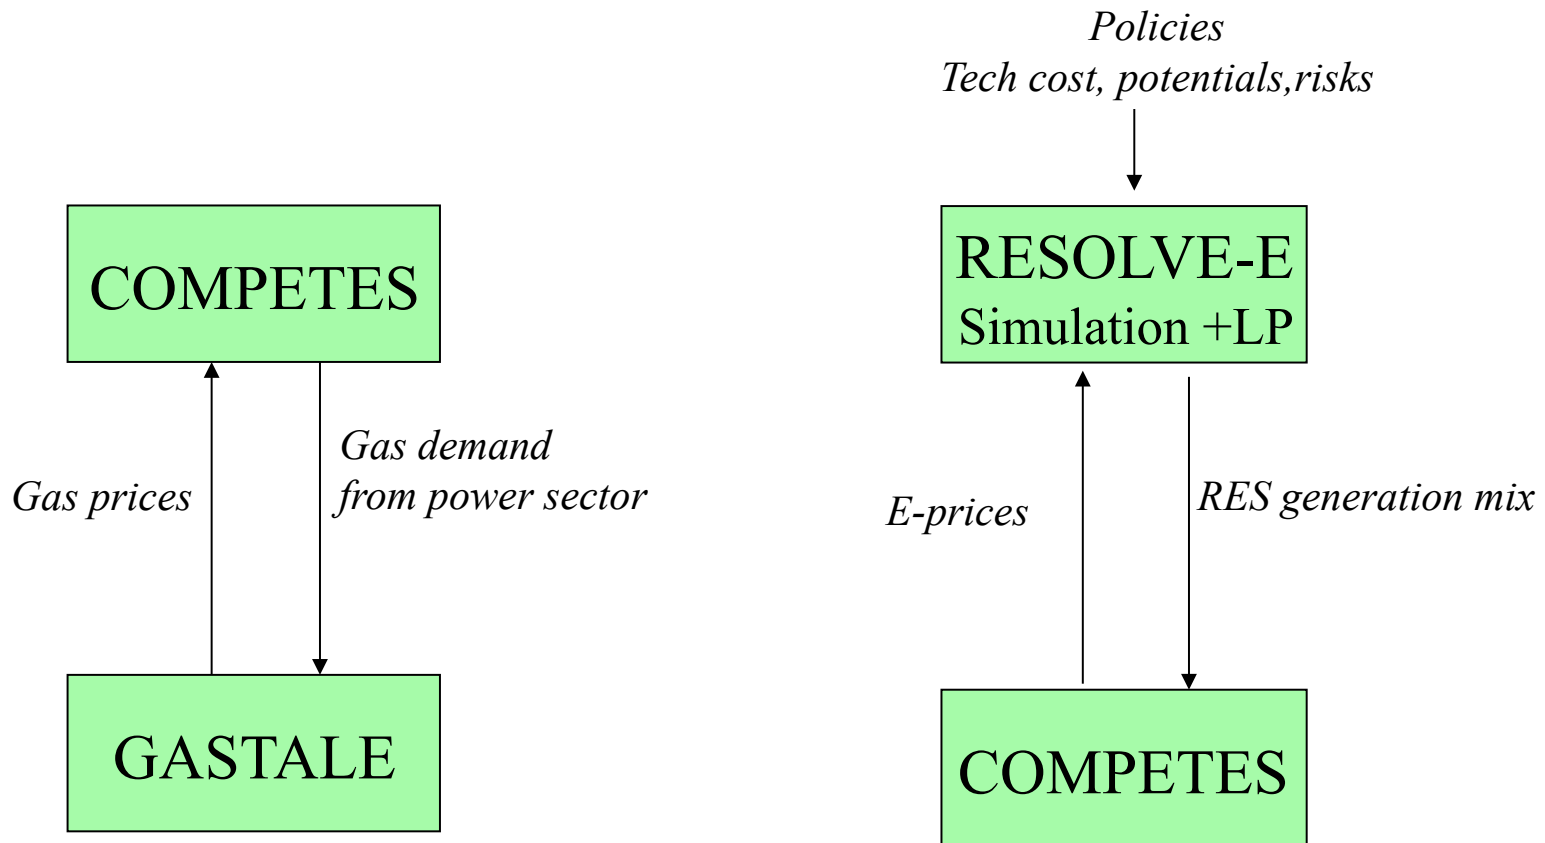 Policies
Tech cost, potentials,risks
COMPETES
RESOLVE-E
Simulation +LP
Gas prices
Gas demand
from power sector
E-prices
RES generation mix
GASTALE
COMPETES